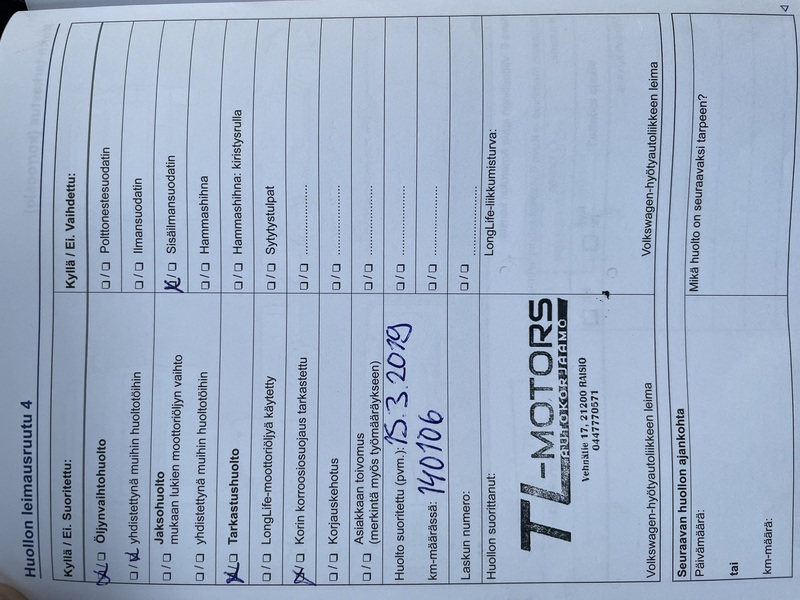 Huollon leimausruutu 4
Kyllä / Ei. Suoritettu:
☒ / ☐ Öljynvaihtohuolto
☐ / ☒ yhdistettynä muihin huoltotöihin
Jaksohuolto
☐ / ☐ mukaan lukien moottoriöljyn vaihto
☐ / ☐ yhdistettynä muihin huoltotöihin
☒ / ☐ Tarkastushuolto
☐ / ☐ LongLife-moottoriöljyä käytetty
☒ / ☐ Korin korroosiosuojaus tarkastettu
☐ / ☐ Korjauskehotus
Asiakkaan toivomus
☐ / ☐ (merkintä myös työmääräykseen)
Huolto suoritettu (pvm.): 15.3.2019
km-määrässä: 140106
Laskun numero:
Huollon suorittanut:
TL-MOTORS
AUTOKORJAAMO
Vehnätie 17, 21200 RAISIO
0447770571
Volkswagen-hyötyautoliikkeen leima
Kyllä / Ei. Vaihdettu:
☐ / ☐ Polttonestesuodatin
☐ / ☐ Ilmansuodatin
☒ / ☐ Sisäilmansuodatin
☐ / ☐ Hammashihna
☐ / ☐ Hammashihna: kiristysrulla
☐ / ☐ Sytytystulpat
☐ / ☐ ....................
☐ / ☐ ....................
☐ / ☐ ....................
☐ / ☐ ....................
☐ / ☐ ....................
☐ / ☐ ....................
LongLife-liikkumisturva:
Volkswagen-hyötyautoliikkeen leima
Seuraavan huollon ajankohta
Päivämäärä:
tai
km-määrä:
Mikä huolto on seuraavaksi tarpeen?